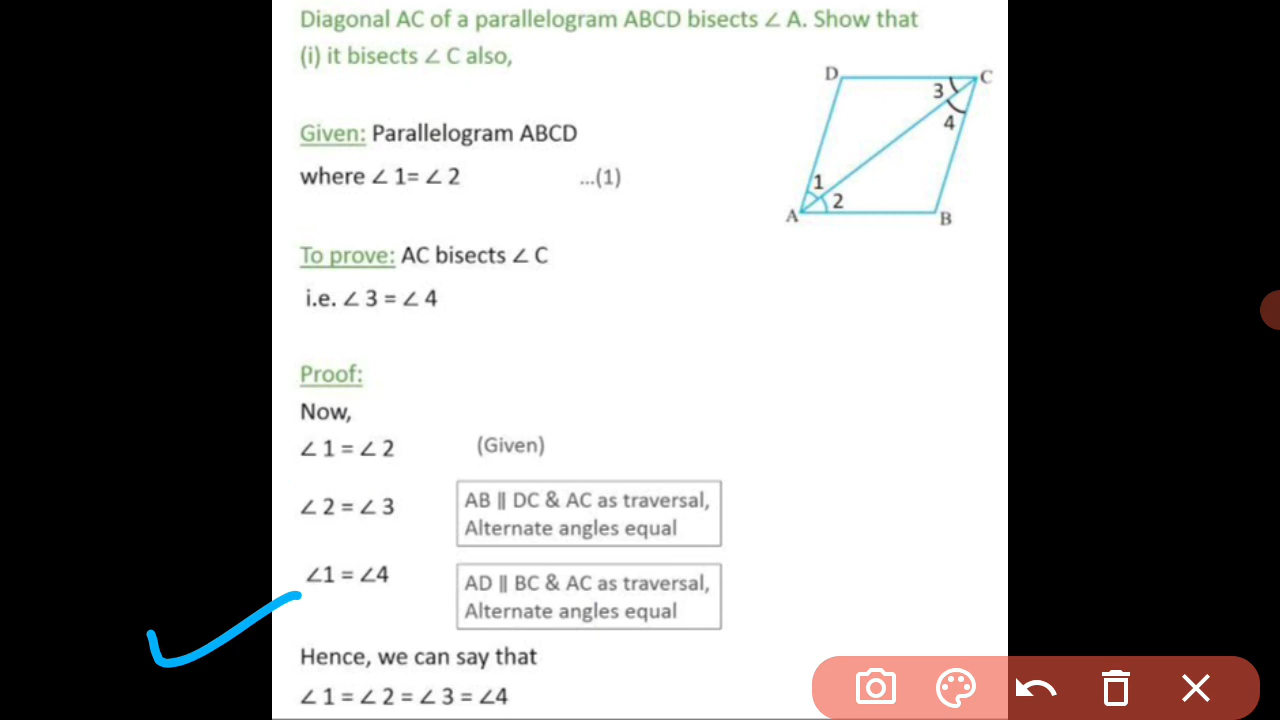 Diagonal AC of a parallelogram ABCD bisects ∠ A. Show that
(i) it bisects ∠ C also,
D
C
3
4
1
2
A
B
Given: Parallelogram ABCD
where ∠ 1= ∠ 2 ...(1)
To prove: AC bisects ∠ C
i.e. ∠ 3 = ∠ 4
Proof:
Now,
∠ 1 = ∠ 2 (Given)
∠ 2 = ∠ 3
AB || DC & AC as traversal,
Alternate angles equal
∠1 = ∠4
AD || BC & AC as traversal,
Alternate angles equal
Hence, we can say that
∠ 1 = ∠ 2 = ∠ 3 = ∠4